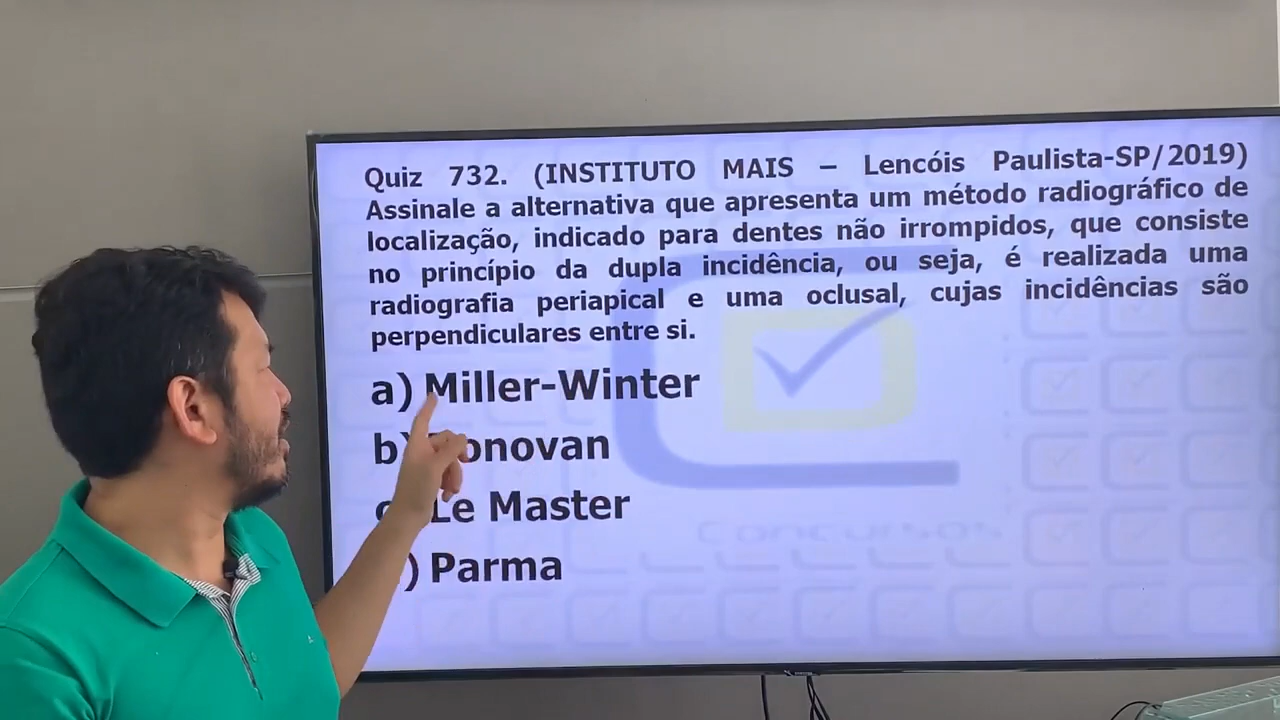 Quiz 732. (INSTITUTO MAIS – Lencóis Paulista-SP/2019)
Assinale a alternativa que apresenta um método radiográfico de
localização, indicado para dentes não irrompidos, que consiste
no princípio da dupla incidência, ou seja, é realizada uma
radiografia periapical e uma oclusal, cujas incidências são
perpendiculares entre si.
a) Miller-Winter
b) Donovan
c) Le Master
) Parma
Concursos